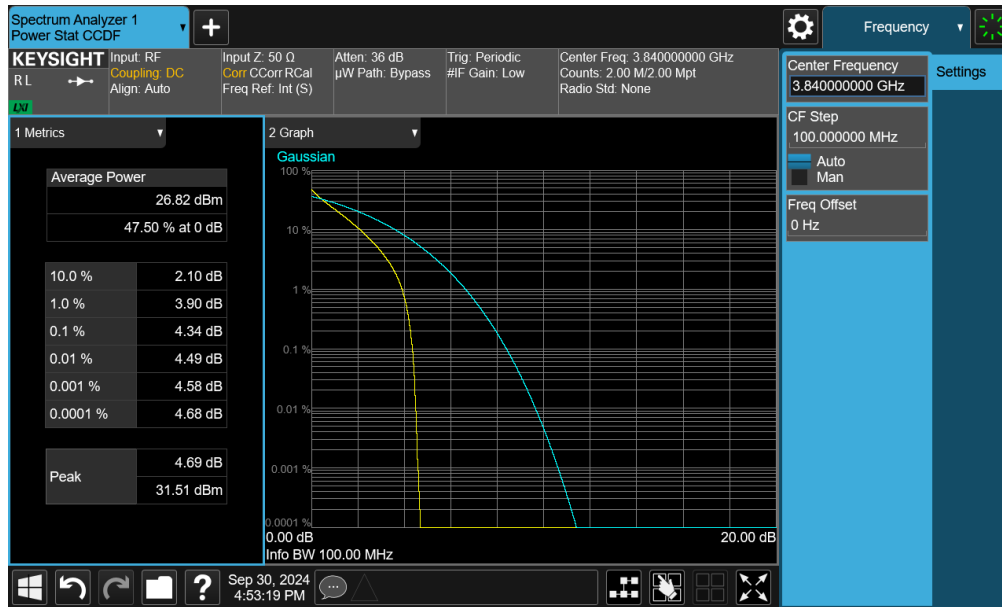 Spectrum Analyzer 1
Power Stat CCDF
+
Frequency
KEYSIGHT
R L
LXI
Input: RF
Coupling: DC
Align: Auto
Input Z: 50 Ω
Corr CCorr RCal
Freq Ref: Int (S)
Atten: 36 dB
µW Path: Bypass
Trig: Periodic
#IF Gain: Low
Center Freq: 3.840000000 GHz
Counts: 2.00 M/2.00 Mpt
Radio Std: None
Center Frequency
3.840000000 GHz
Settings
CF Step
100.000000 MHz
Auto
Man
Freq Offset
0 Hz
1 Metrics
Average Power
26.82 dBm
47.50 % at 0 dB
10.0 % 2.10 dB
1.0 % 3.90 dB
0.1 % 4.34 dB
0.01 % 4.49 dB
0.001 % 4.58 dB
0.0001 % 4.68 dB
Peak
4.69 dB
31.51 dBm
2 Graph
Gaussian
100 %
10 %
1 %
0.1 %
0.01 %
0.001 %
0.0001 %
0.00 dB 20.00 dB
Info BW 100.00 MHz
?
Sep 30, 2024
4:53:19 PM